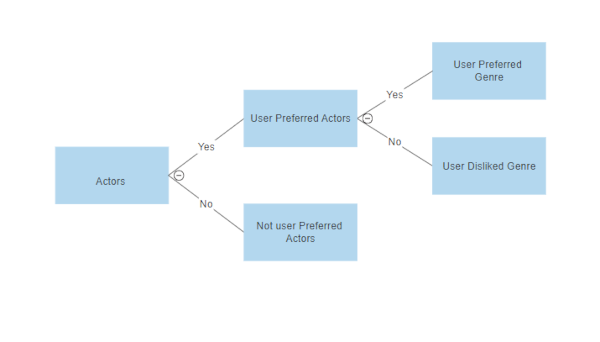 User Preferred
Genre
Yes
User Preferred Actors
No
User Disliked Genre
Yes
Actors
No
Not user Preferred
Actors